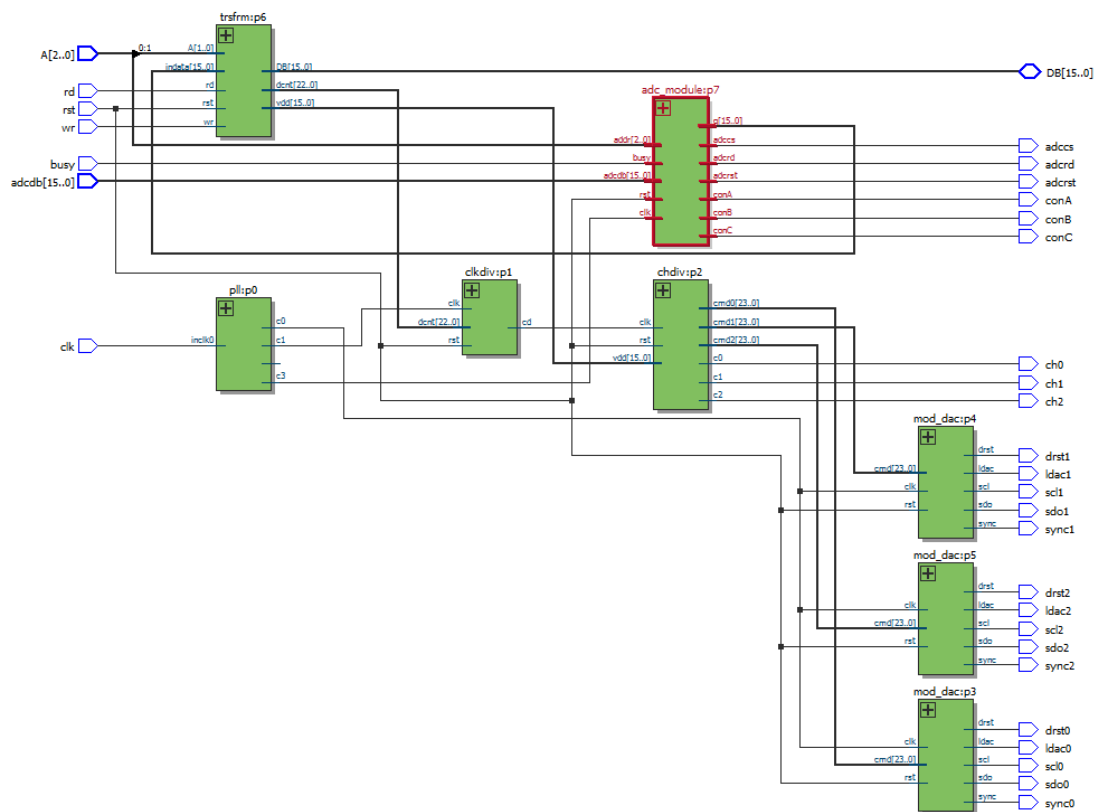 trsfrm:p6
A[2..0]
0:1
A[1..0]
indata[15..0]
rd
rst
wr
DB[15..0]
dcnt[22..0]
vdd[15..0]
rd
rst
wr
busy
adcdb[15..0]
DB[15..0]
adc_module:p7
addr[2..0]
busy
adcdb[15..0]
rst
clk
q[15..0]
adccs
adcrd
adcrst
conA
conB
conC
adccs
adcrd
adcrst
conA
conB
conC
pll:p0
clk
inclk0
c0
c1
c3
clkdiv:p1
clk
dcnt[22..0]
rst
cd
chdiv:p2
clk
rst
vdd[15..0]
cmd0[23..0]
cmd1[23..0]
cmd2[23..0]
c0
c1
c2
ch0
ch1
ch2
mod_dac:p4
cmd[23..0]
clk
rst
drst
ldac
scl
sdo
sync
drst1
ldac1
scl1
sdo1
sync1
mod_dac:p5
clk
cmd[23..0]
rst
drst
ldac
scl
sdo
sync
drst2
ldac2
scl2
sdo2
sync2
mod_dac:p3
clk
cmd[23..0]
rst
drst
ldac
scl
sdo
sync
drst0
ldac0
scl0
sdo0
sync0